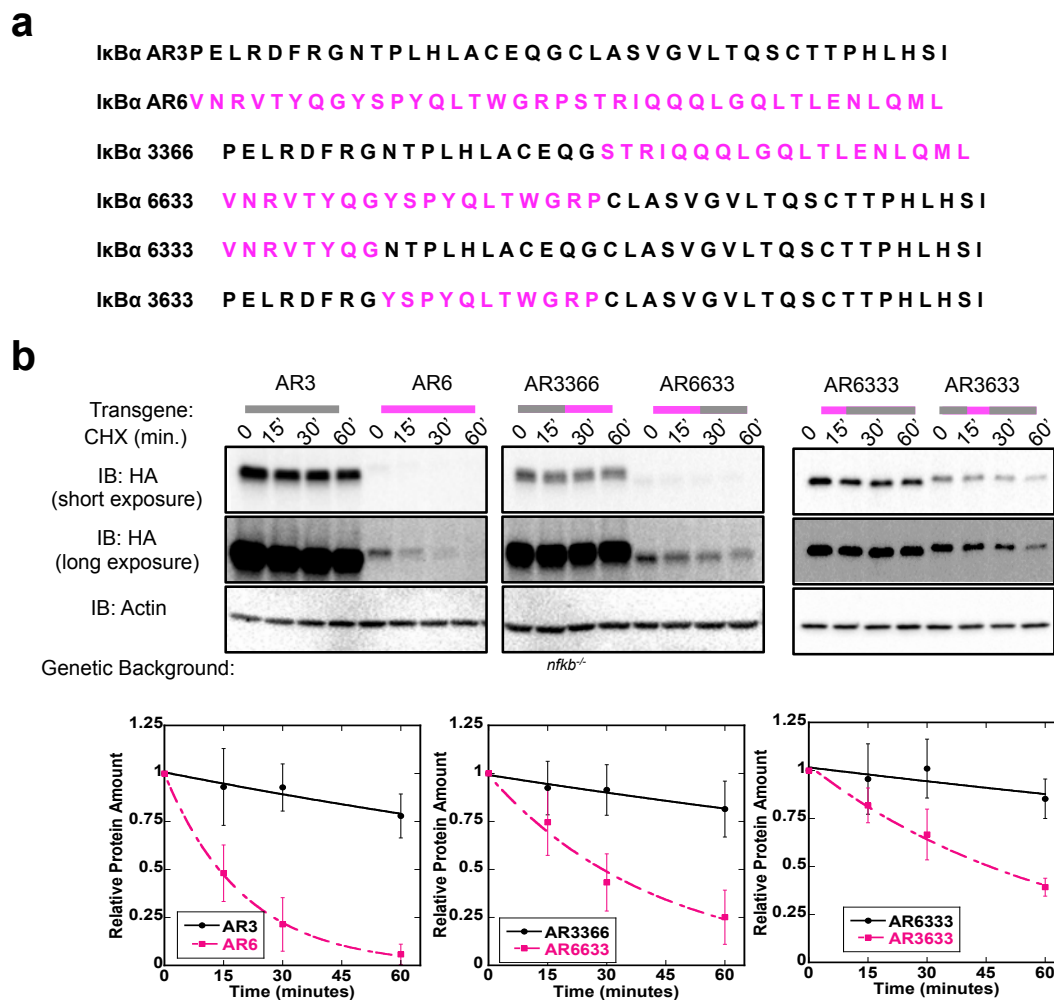 a
IκBα AR3 P E L R D F R G N T P L H L A C E Q G C L A S V G V L T Q S C T T P H L H S I
IκBα AR6 V N R V T Y Q G Y S P Y Q L T W G R P S T R I Q Q Q L G Q L T L E N L Q M L
IκBα 3366 P E L R D F R G N T P L H L A C E Q G S T R I Q Q Q L G Q L T L E N L Q M L
IκBα 6633 V N R V T Y Q G Y S P Y Q L T W G R P C L A S V G V L T Q S C T T P H L H S I
IκBα 6333 V N R V T Y Q G N T P L H L A C E Q G C L A S V G V L T Q S C T T P H L H S I
IκBα 3633 P E L R D F R G Y S P Y Q L T W G R P C L A S V G V L T Q S C T T P H L H S I
b
AR3 AR6 AR3366 AR6633 AR6333 AR3633
Transgene:
CHX (min.) 0 15' 30' 60' 0 15' 30' 60' 0 15' 30' 60' 0 15' 30' 60' 0 15' 30' 60' 0 15' 30' 60'
IB: HA
(short exposure)
IB: HA
(long exposure)
IB: Actin
Genetic Background: nfkb-/-
Relative Protein Amount
1.25
1
0.75
0.5
0.25
0
AR3
AR6
0 15 30 45 60
Time (minutes)
Relative Protein Amount
1.25
1
0.75
0.5
0.25
0
AR3366
AR6633
0 15 30 45 60
Time (minutes)
Relative Protein Amount
1.25
1
0.75
0.5
0.25
0
AR6333
AR3633
0 15 30 45 60
Time (minutes)